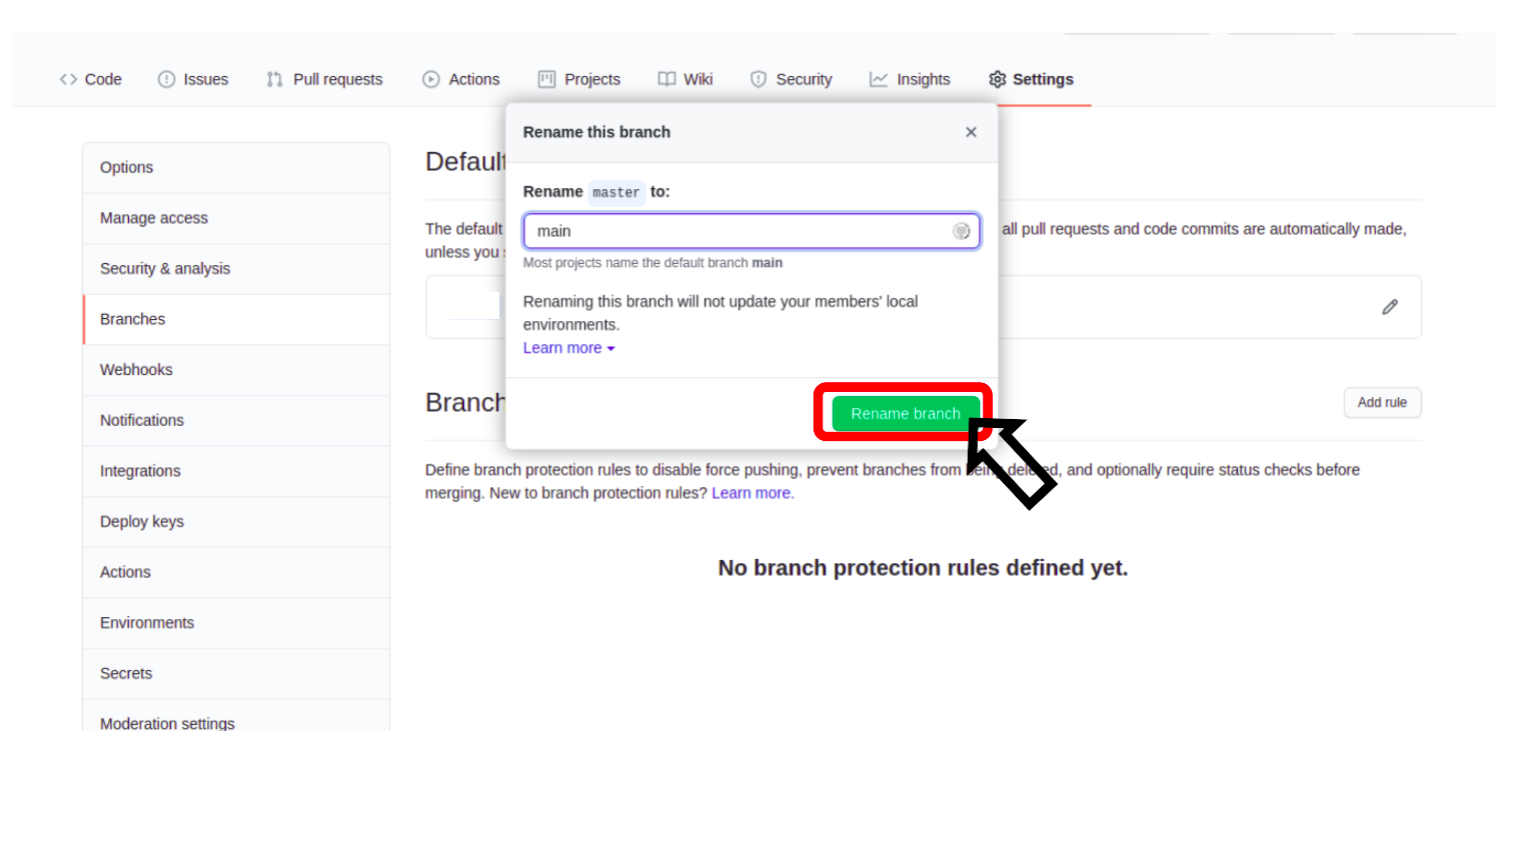 Code Issues Pull requests Actions Projects Wiki Security Insights Settings
Options
Manage access
Security & analysis
Branches
Webhooks
Notifications
Integrations
Deploy keys
Actions
Environments
Secrets
Moderation settings
Default
The default
all pull requests and code commits are automatically made,
unless you
Rename this branch
Rename master to:
main
Most projects name the default branch main
Renaming this branch will not update your members' local
environments.
Learn more
Rename branch
Branch
Add rule
Define branch protection rules to disable force pushing, prevent branches from being deleted, and optionally require status checks before
merging. New to branch protection rules? Learn more.
No branch protection rules defined yet.